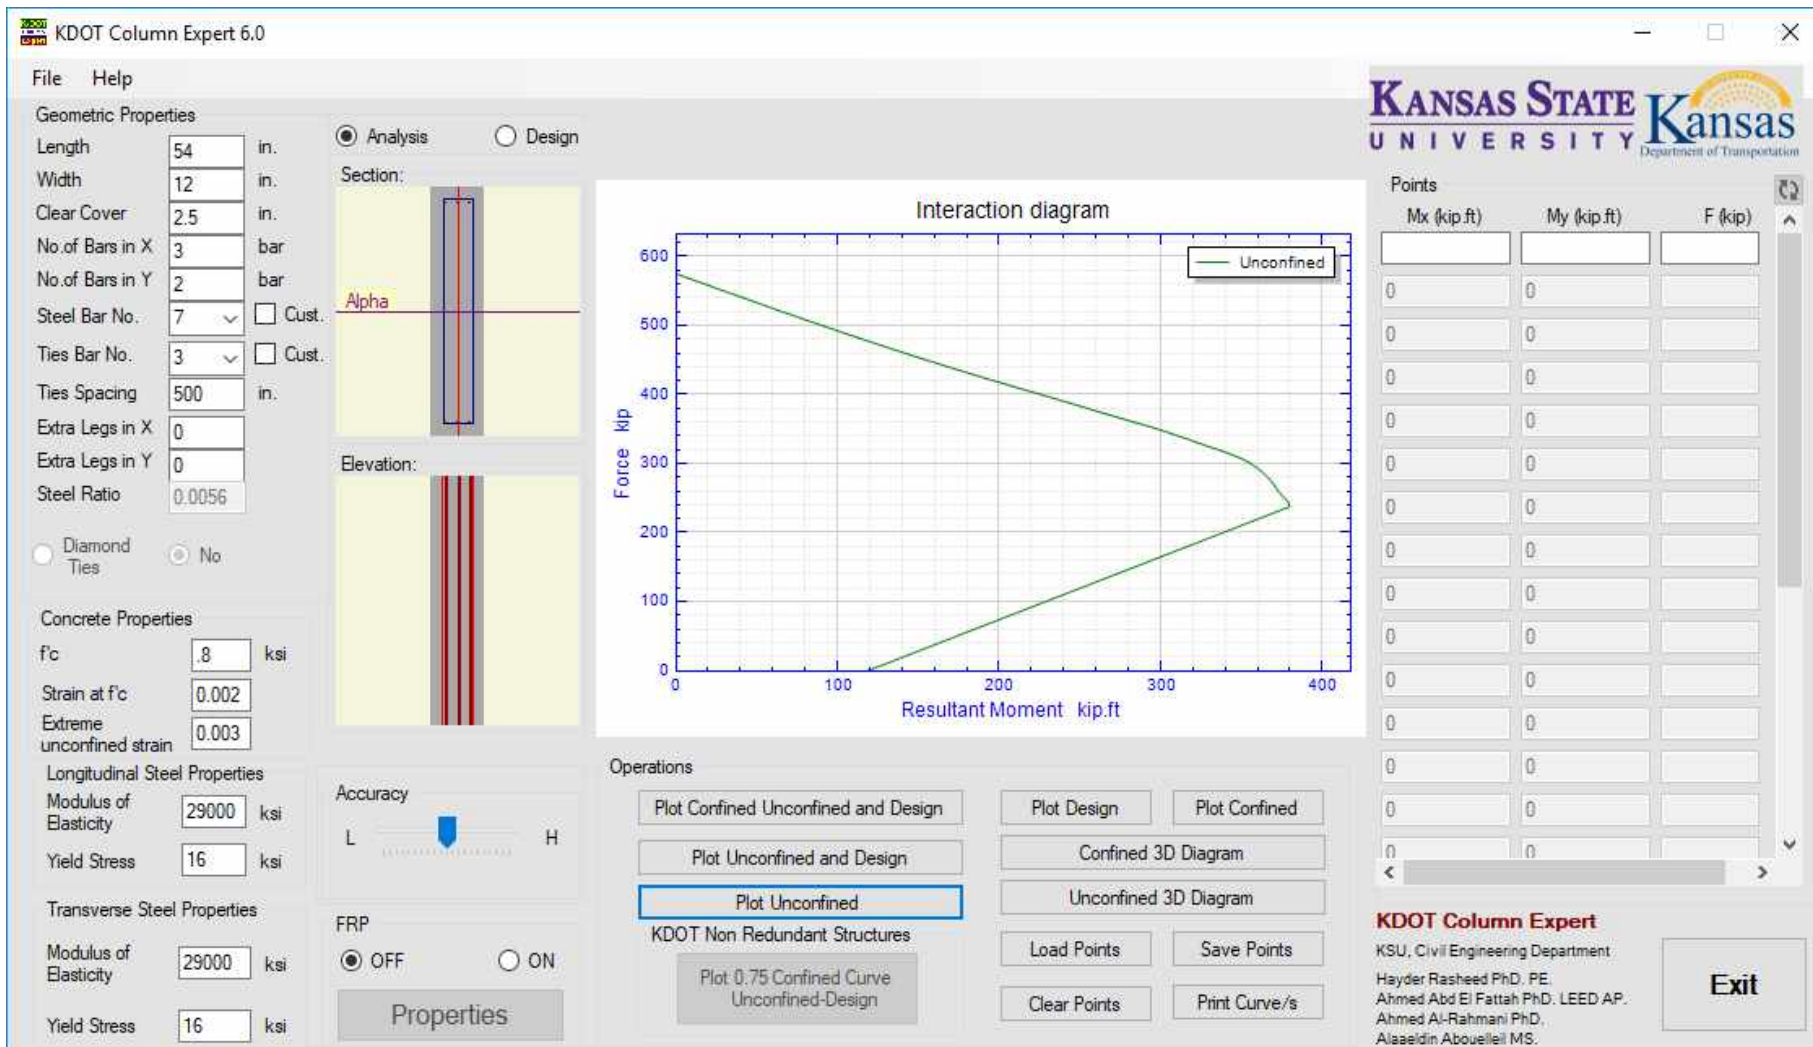 KDOT Column Expert 6.0
File Help
KANSAS STATE
UNIVERSITY
Kansas
Department of Transportation
Geometric Properties
Length 54 in.
Width 12 in.
Clear Cover 2.5 in.
No.of Bars in X 3 bar
No.of Bars in Y 2 bar
Steel Bar No. 7 Cust.
Ties Bar No. 3 Cust.
Ties Spacing 500 in.
Extra Legs in X 0
Extra Legs in Y 0
Steel Ratio 0.0056
Diamond
Ties
No
Concrete Properties
f'c .8 ksi
Strain at f'c 0.002
Extreme
unconfined strain 0.003
Longitudinal Steel Properties
Modulus of
Elasticity 29000 ksi
Yield Stress 16 ksi
Transverse Steel Properties
Modulus of
Elasticity 29000 ksi
Yield Stress 16 ksi
Analysis Design
Section:
Alpha
Elevation:
Accuracy
L H
FRP
OFF ON
Properties
Interaction diagram
Unconfined
Force kip
600
500
400
300
200
100
0
0 100 200 300 400
Resultant Moment kip.ft
Operations
Plot Confined Unconfined and Design
Plot Unconfined and Design
Plot Unconfined
KDOT Non Redundant Structures
Plot 0.75 Confined Curve
Unconfined-Design
Plot Design Plot Confined
Confined 3D Diagram
Unconfined 3D Diagram
Load Points Save Points
Clear Points Print Curve/s
Points
Mx (kip.ft) My (kip.ft) F (kip)
0 0
0 0
0 0
0 0
0 0
0 0
0 0
0 0
0 0
0 0
0 0
0 0
0 0
0 0
KDOT Column Expert
KSU, Civil Engineering Department
Hayder Rasheed PhD. PE.
Ahmed Abd El Fattah PhD. LEED AP.
Ahmed Al-Rahmani PhD.
Alaaeldin Abouelleil MS.
Exit